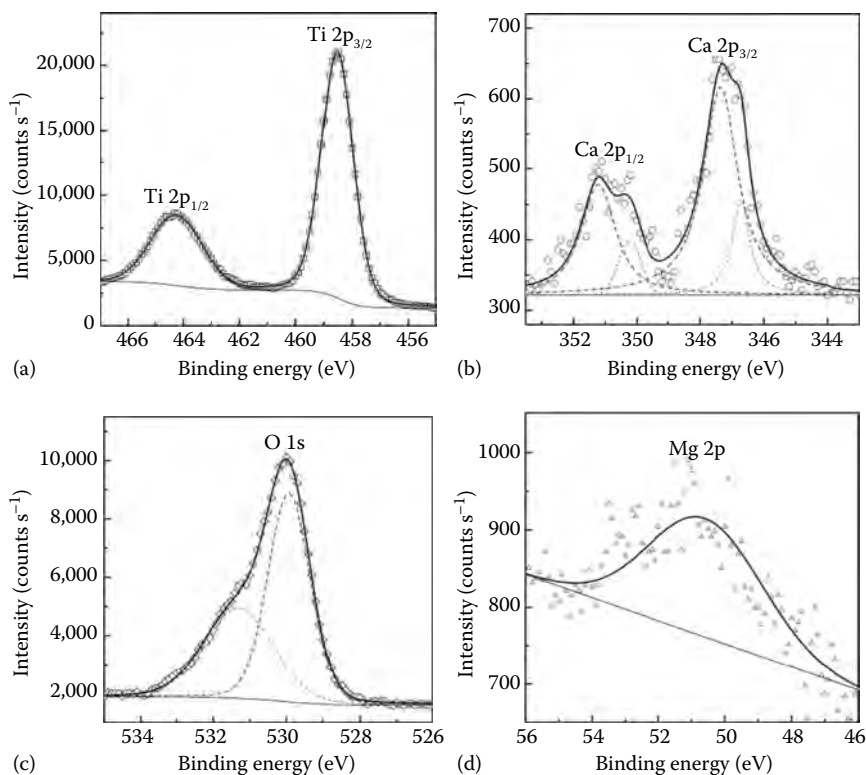 Ti 2p3/2
Ti 2p1/2
20,000
15,000
10,000
5,000
0
Intensity (counts s−1)
466 464 462 460 458 456
Binding energy (eV)
(a)
Ca 2p3/2
Ca 2p1/2
700
600
500
400
300
Intensity (counts s−1)
352 350 348 346 344
Binding energy (eV)
(b)
O 1s
10,000
8,000
6,000
4,000
2,000
Intensity (counts s−1)
534 532 530 528 526
Binding energy (eV)
(c)
Mg 2p
1000
900
800
700
Intensity (counts s−1)
56 54 52 51 48 46
Binding energy (eV)
(d)